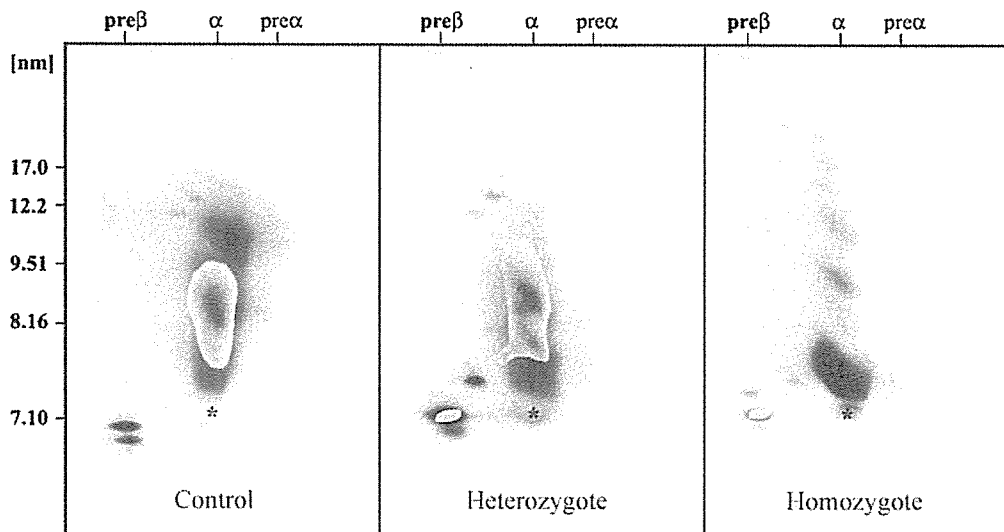 preβ α preα preβ α preα preβ α preα
[nm]
17.0
12.2
9.51
8.16
7.10 * * *
Control Heterozygote Homozygote